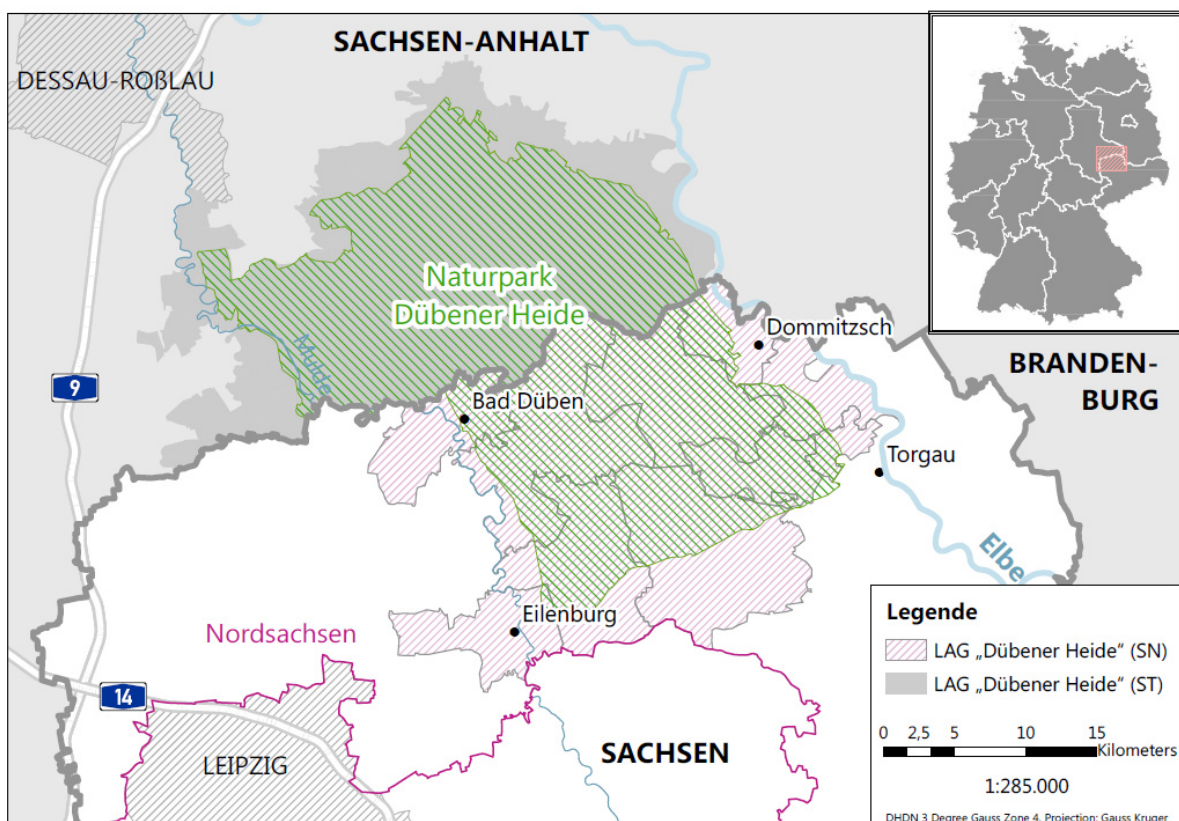 SACHSEN-ANHALT
DESSAU-ROßLAU
Naturpark
Dübener Heide
Dommitzsch
BRANDEN-
BURG
9
Mulde
Bad Düben
Torgau
Elbe
Eilenburg
Nordsachsen
14
LEIPZIG
SACHSEN
Legende
LAG „Dübener Heide“ (SN)
LAG „Dübener Heide“ (ST)
0 2,5 5 10 15
Kilometers
1:285.000
DHDN 3 Degree Gauss Zone 4, Projection: Gauss Kruger